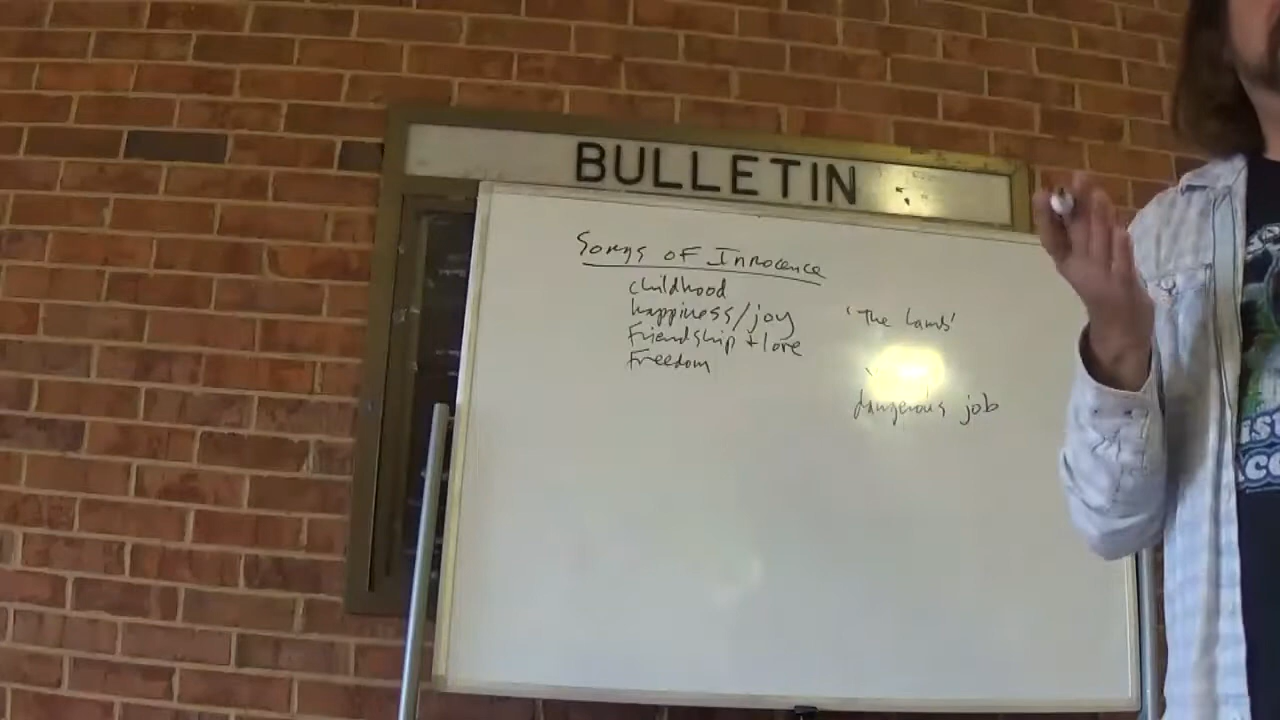 BULLETIN
Songs of Innocence
childhood
happiness/joy
Friendship + love
Freedom
'The Lamb'
dangerous job